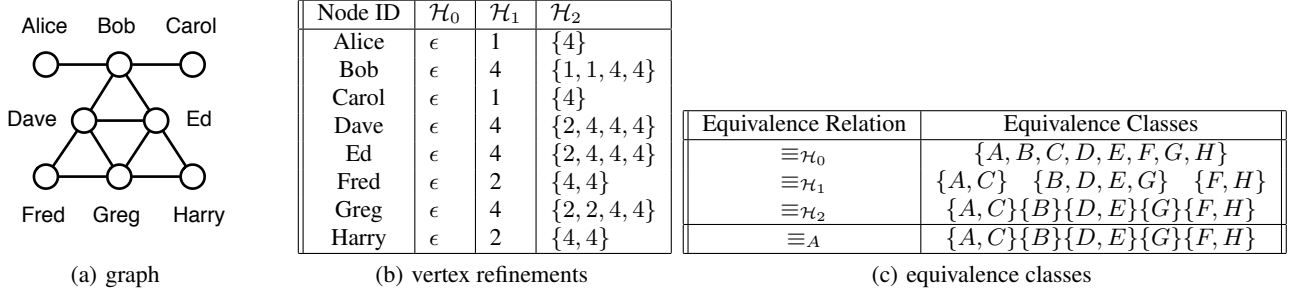 Alice Bob Carol
Dave Ed
Fred Greg Harry
(a) graph
Node ID H₀ H₁ H₂
Alice ϵ 1 {4}
Bob ϵ 4 {1, 1, 4, 4}
Carol ϵ 1 {4}
Dave ϵ 4 {2, 4, 4, 4}
Ed ϵ 4 {2, 4, 4, 4}
Fred ϵ 2 {4, 4}
Greg ϵ 4 {2, 2, 4, 4}
Harry ϵ 2 {4, 4}
(b) vertex refinements
Equivalence Relation Equivalence Classes
≡H₀ {A, B, C, D, E, F, G, H}
≡H₁ {A, C} {B, D, E, G} {F, H}
≡H₂ {A, C}{B}{D, E}{G}{F, H}
≡A {A, C}{B}{D, E}{G}{F, H}
(c) equivalence classes